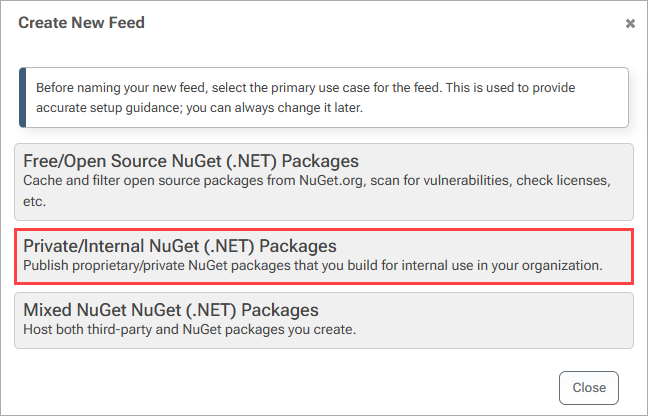 Create New Feed
×
Before naming your new feed, select the primary use case for the feed. This is used to provide
accurate setup guidance; you can always change it later.
Free/Open Source NuGet (.NET) Packages
Cache and filter open source packages from NuGet.org, scan for vulnerabilities, check licenses,
etc.
Private/Internal NuGet (.NET) Packages
Publish proprietary/private NuGet packages that you build for internal use in your organization.
Mixed NuGet NuGet (.NET) Packages
Host both third-party and NuGet packages you create.
Close